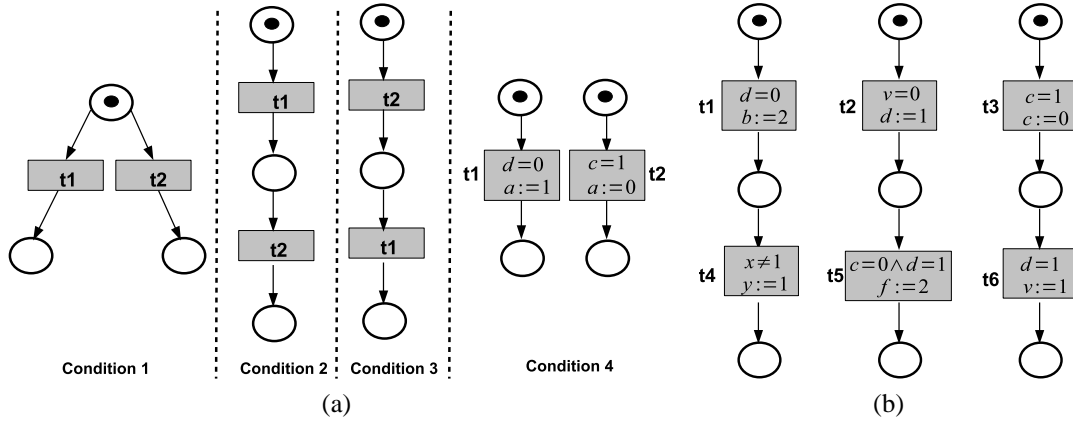 t1
t2
Condition 1
t1
t2
Condition 2
t2
t1
Condition 3
t1
d=0
a:=1
c=1
a:=0
t2
Condition 4
(a)
t1
d=0
b:=2
t2
v=0
d:=1
t3
c=1
c:=0
t4
x≠1
y:=1
t5
c=0∧d=1
f:=2
t6
d=1
v:=1
(b)